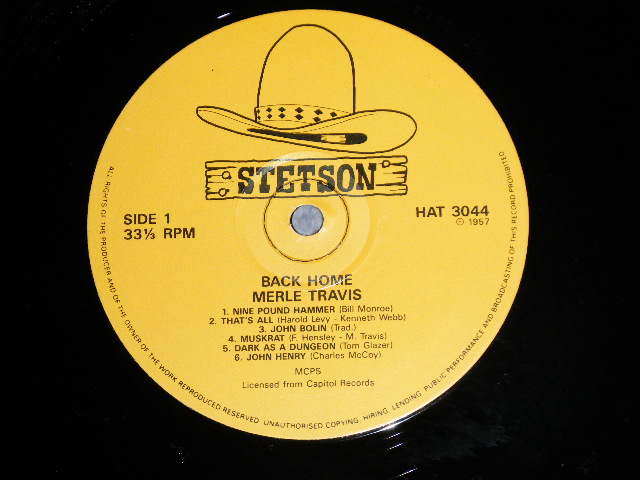 STETSON
SIDE 1
33⅓ RPM
HAT 3044
℗ 1957
BACK HOME
MERLE TRAVIS
1. NINE POUND HAMMER (Bill Monroe)
2. THAT'S ALL (Harold Levy - Kenneth Webb)
3. JOHN BOLIN (Trad.)
4. MUSKRAT (F. Hensley - M. Travis)
5. DARK AS A DUNGEON (Tom Glazer)
6. JOHN HENRY (Charles McCoy)
MCPS
Licensed from Capitol Records
ALL RIGHTS OF THE PRODUCER AND OF THE OWNER OF THE WORK REPRODUCED RESERVED. UNAUTHORISED COPYING, HIRING, LENDING, PUBLIC PERFORMANCE AND BROADCASTING OF THIS RECORD PROHIBITED